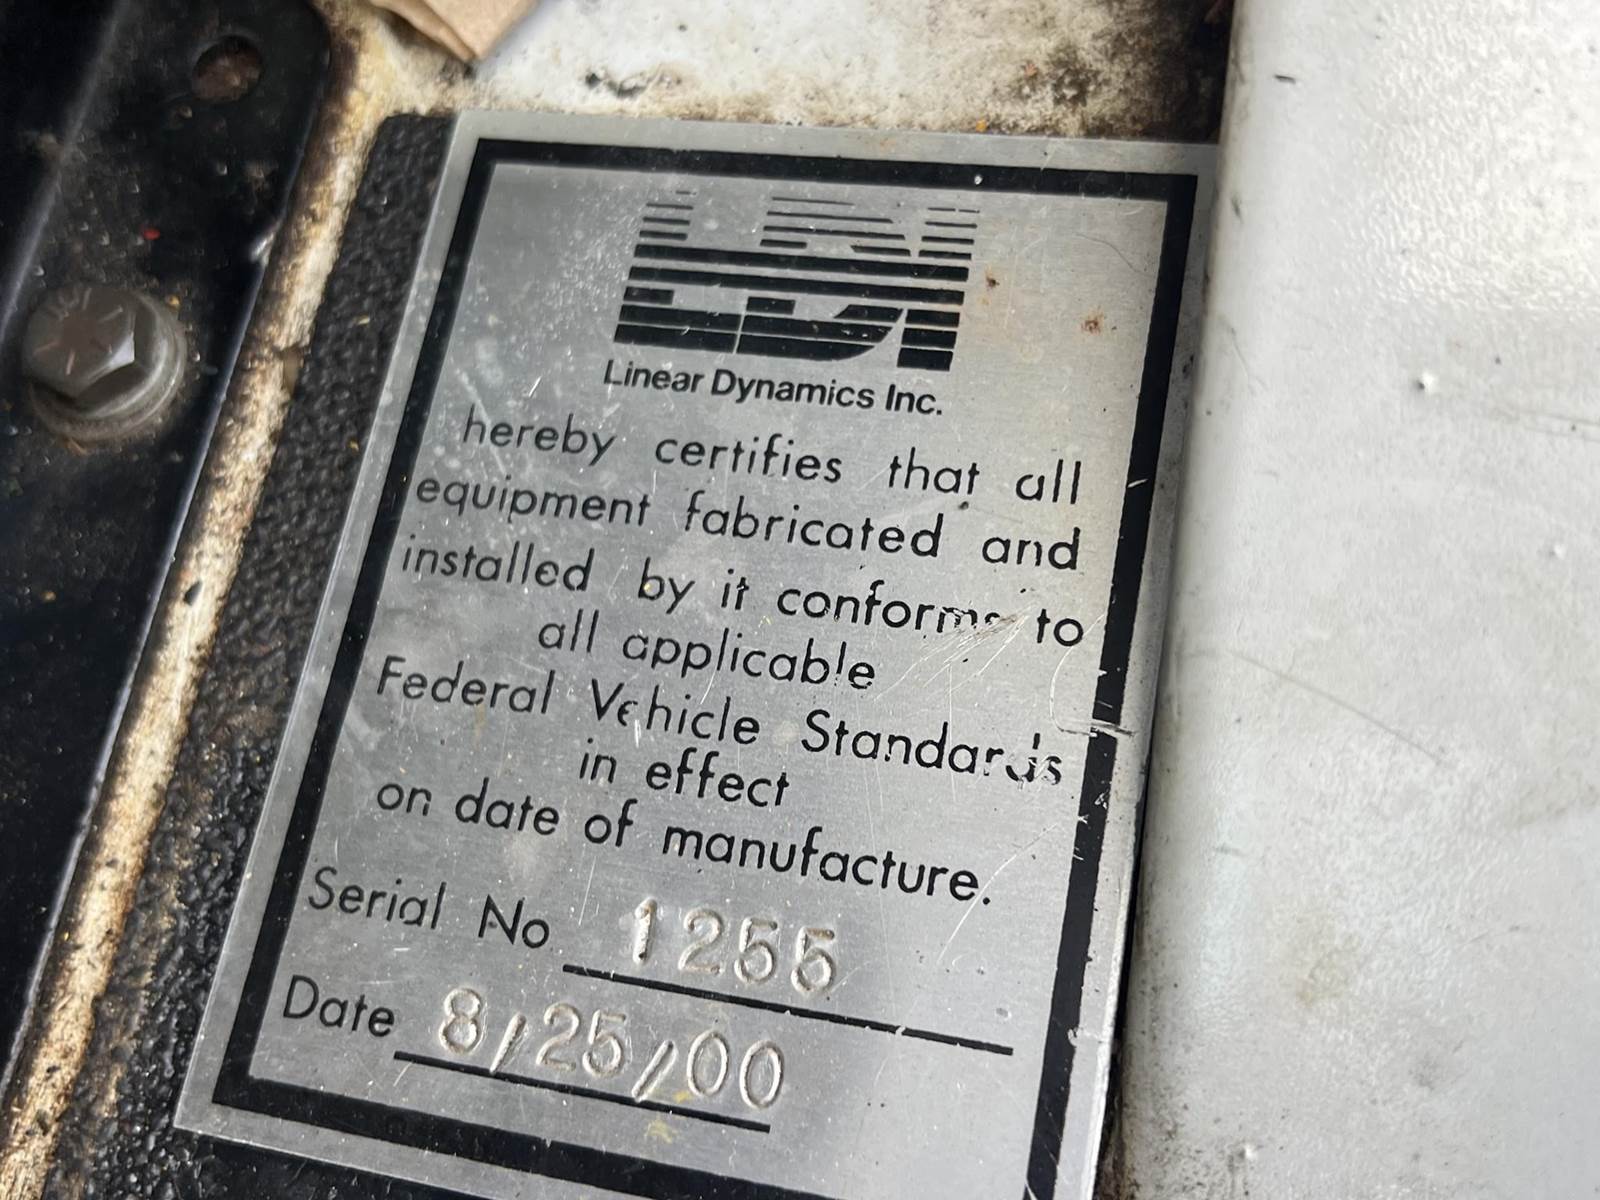 LDI
Linear Dynamics Inc.
hereby certifies that all
equipment fabricated and
installed by it conforms to
all applicable
Federal Vehicle Standards
in effect
on date of manufacture.
Serial No 1255
Date 8/25/00